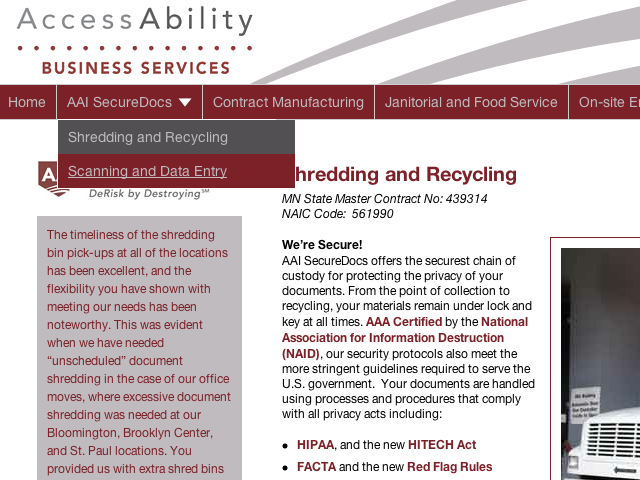 AccessAbility
BUSINESS SERVICES
Home
AAI SecureDocs
Contract Manufacturing
Janitorial and Food Service
On-site
Shredding and Recycling
Scanning and Data Entry
DeRisk by Destroying℠
hredding and Recycling
MN State Master Contract No: 439314
NAIC Code: 561990
The timeliness of the shredding
bin pick-ups at all of the locations
has been excellent, and the
flexibility you have shown with
meeting our needs has been
noteworthy. This was evident
when we have needed
“unscheduled” document
shredding in the case of our office
moves, where excessive document
shredding was needed at our
Bloomington, Brooklyn Center,
and St. Paul locations. You
provided us with extra shred bins
We’re Secure!
AAI SecureDocs offers the securest chain of
custody for protecting the privacy of your
documents. From the point of collection to
recycling, your materials remain under lock and
key at all times. AAA Certified by the National
Association for Information Destruction
(NAID), our security protocols also meet the
more stringent guidelines required to serve the
U.S. government. Your documents are handled
using processes and procedures that comply
with all privacy acts including:
• HIPAA, and the new HITECH Act
• FACTA and the new Red Flag Rules